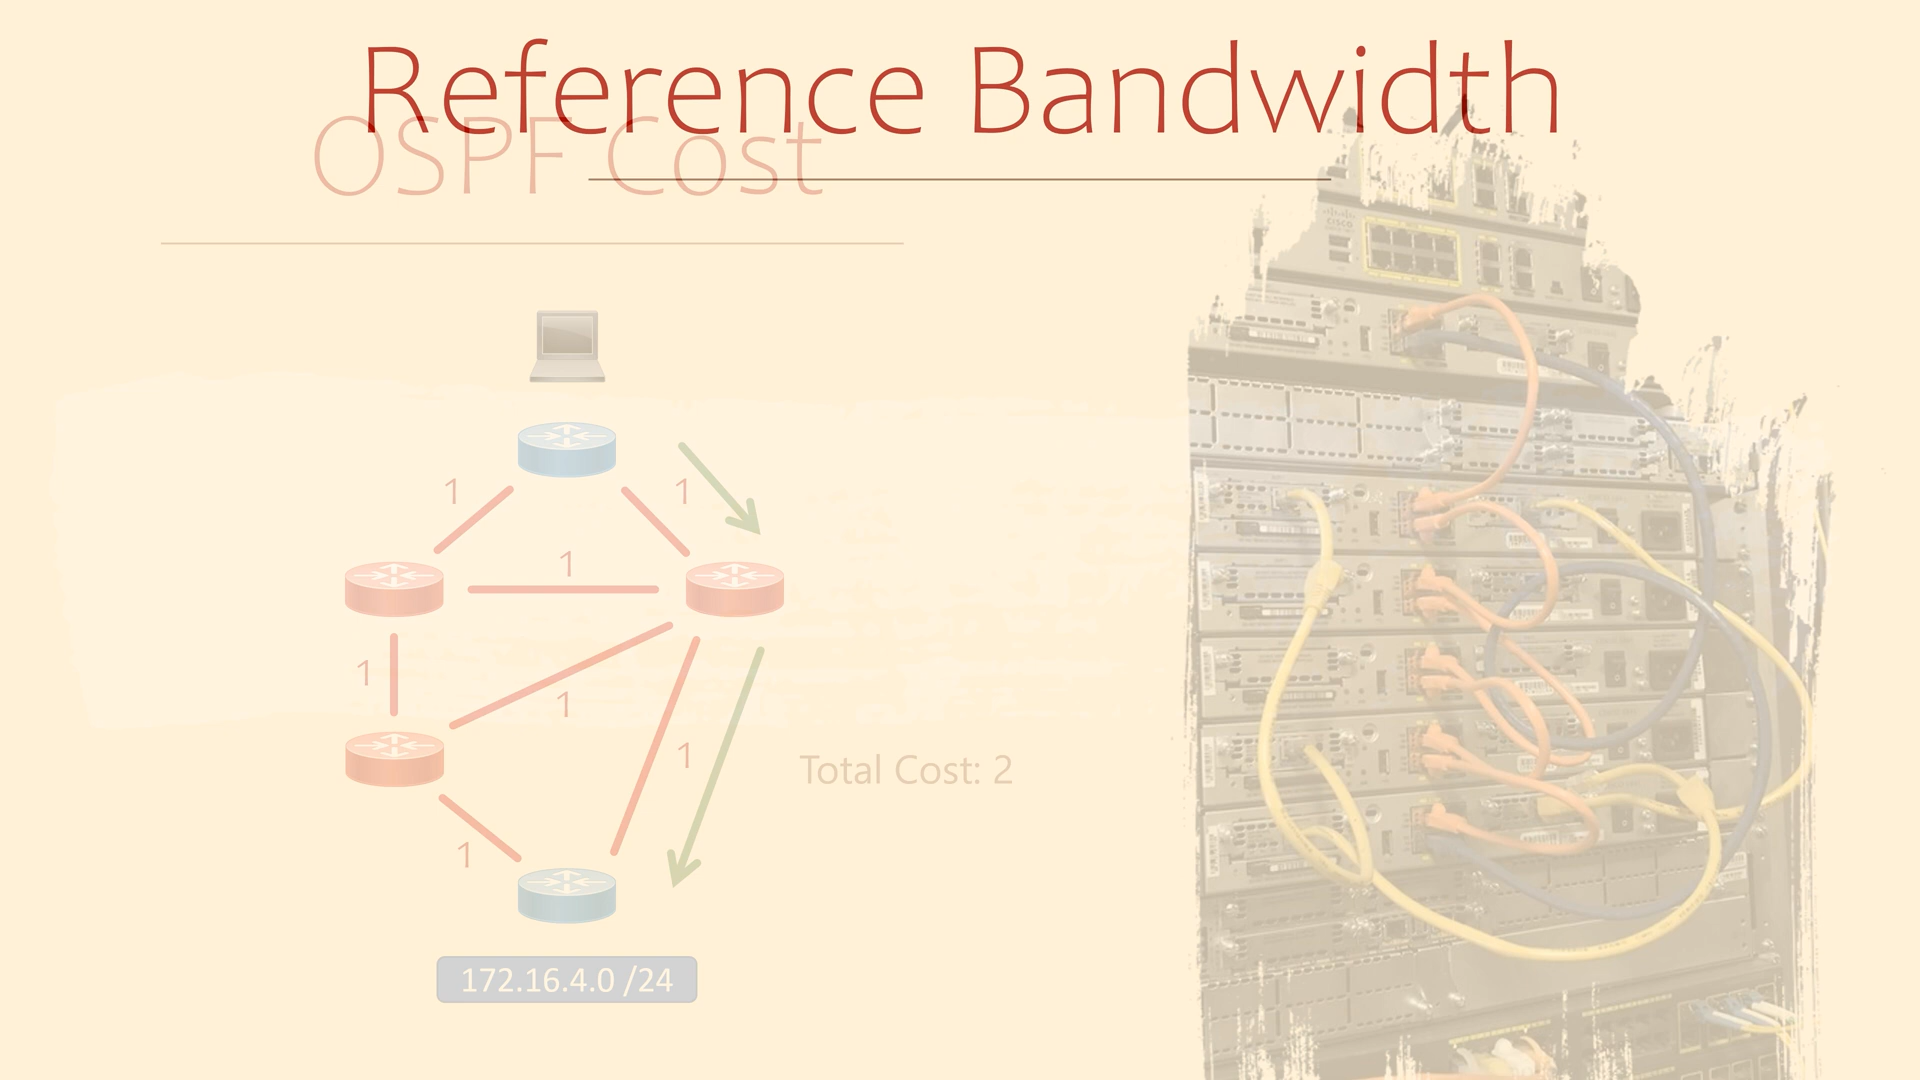 Reference Bandwidth
OSPF Cost
CISCO
1
1
1
1
1
1
Total Cost: 2
1
172.16.4.0 /24